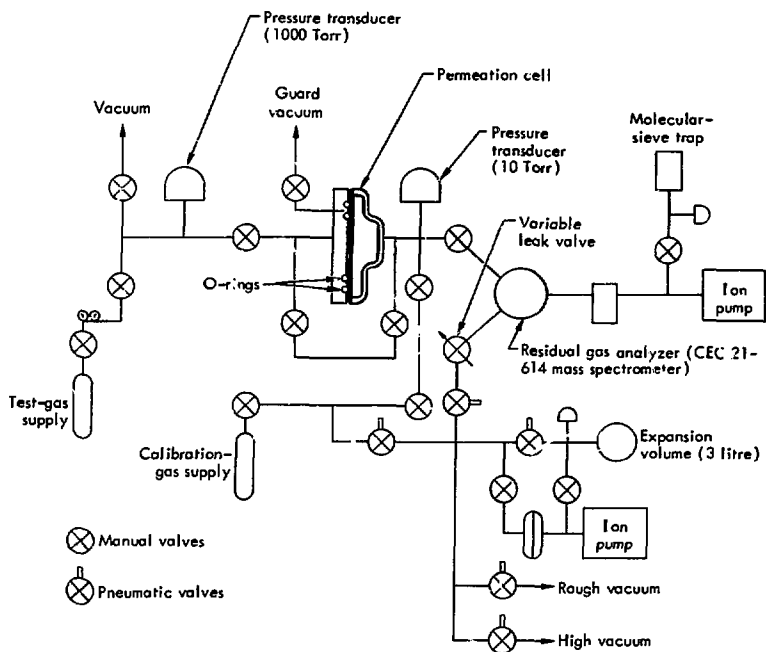 Pressure transducer
(1000 Torr)
Permeation cell
Guard
vacuum
Vacuum
Molecular-
sieve trap
Pressure
transducer
(10 Torr)
Variable
leak valve
O-rings
Ion
pump
Residual gas analyzer (CEC 21-
614 mass spectrometer)
Test-gas
supply
Calibration-
gas supply
Expansion
volume (3 litre)
Ion
pump
Manual valves
Pneumatic valves
Rough vacuum
High vacuum